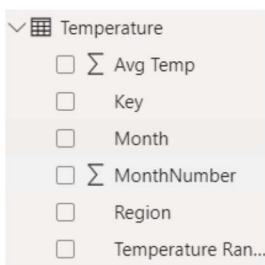 Temperature
Σ Avg Temp
Key
Month
Σ MonthNumber
Region
Temperature Ran...